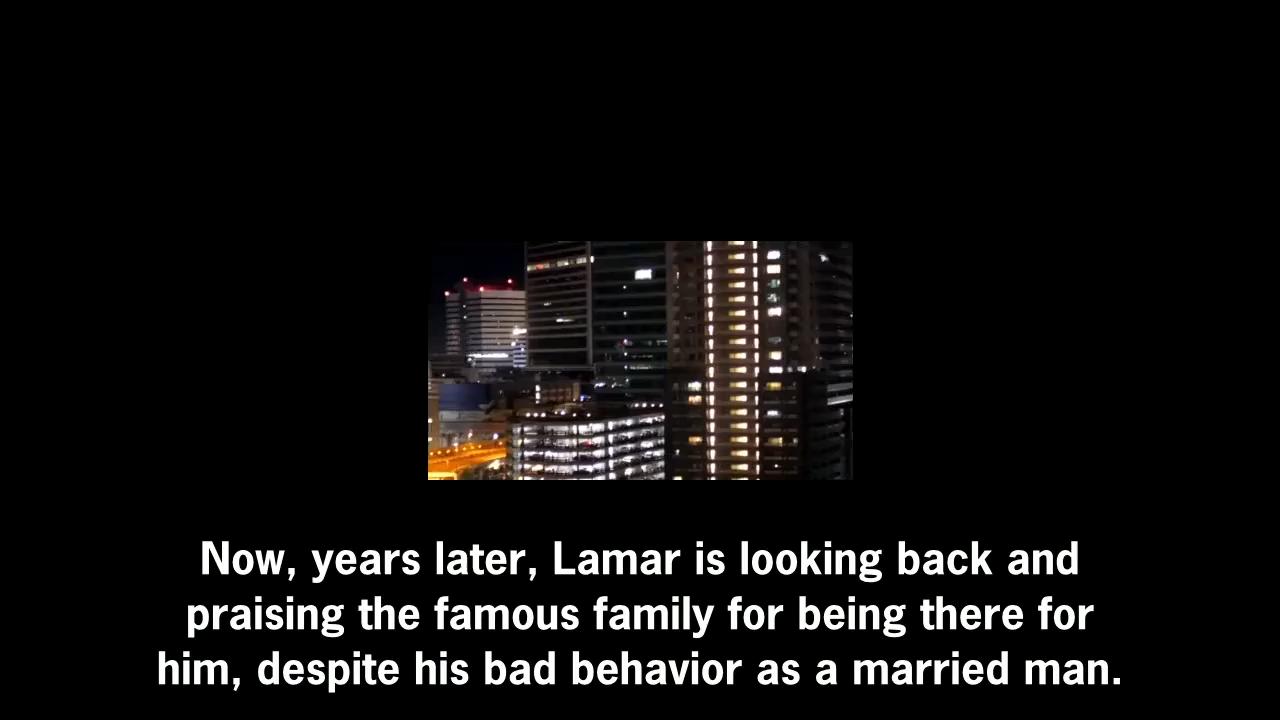 Now, years later, Lamar is looking back and
praising the famous family for being there for
him, despite his bad behavior as a married man.